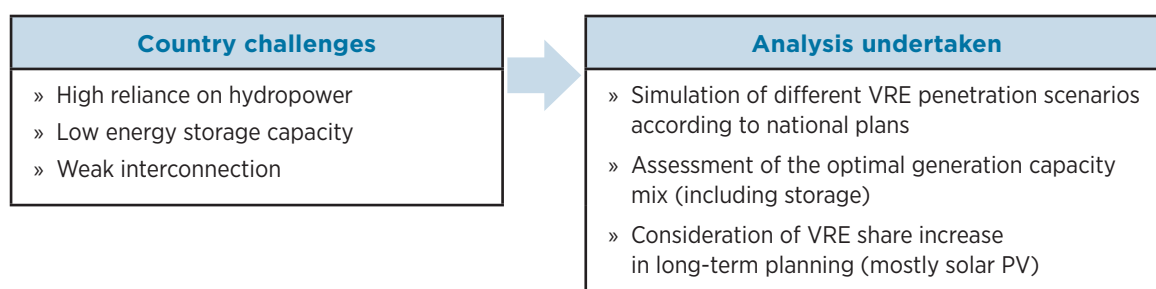 Country challenges
» High reliance on hydropower
» Low energy storage capacity
» Weak interconnection
Analysis undertaken
» Simulation of different VRE penetration scenarios
according to national plans
» Assessment of the optimal generation capacity
mix (including storage)
» Consideration of VRE share increase
in long-term planning (mostly solar PV)